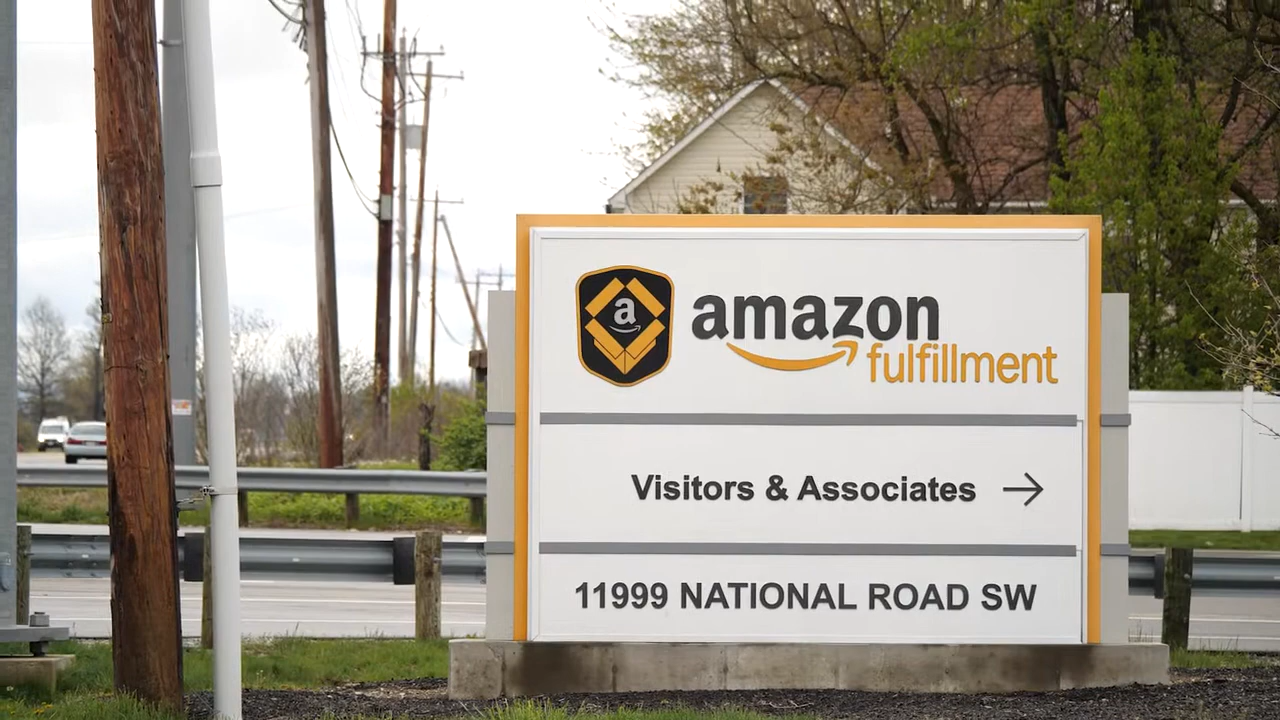 a
amazon
fulfillment
Visitors & Associates →
11999 NATIONAL ROAD SW